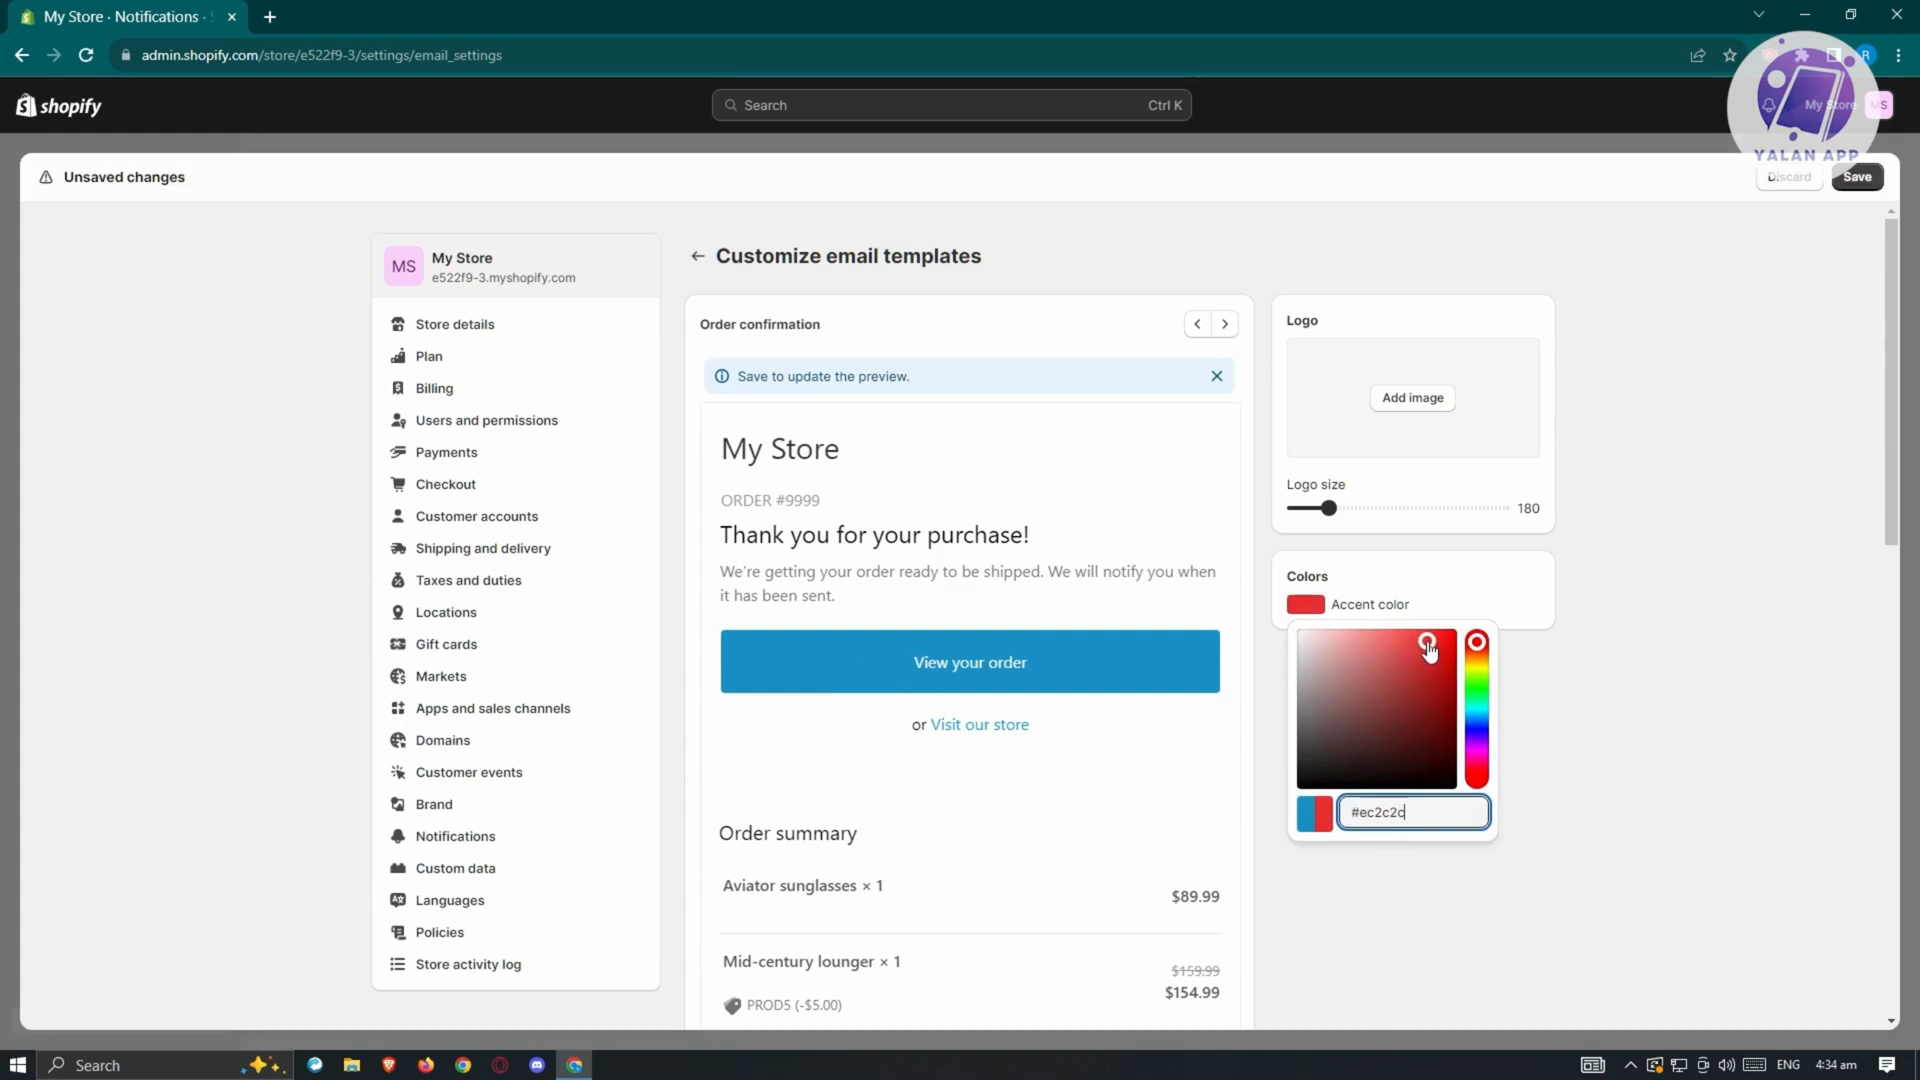 My Store · Notifications ·
admin.shopify.com/store/e522f9-3/settings/email_settings
R
shopify
Search
Ctrl K
My Store
MS
YALAN APP
Unsaved changes
Discard
Save
MS
My Store
e522f9-3.myshopify.com
Store details
Plan
Billing
Users and permissions
Payments
Checkout
Customer accounts
Shipping and delivery
Taxes and duties
Locations
Gift cards
Markets
Apps and sales channels
Domains
Customer events
Brand
Notifications
Custom data
Languages
Policies
Store activity log
Customize email templates
Order confirmation
Save to update the preview.
My Store
ORDER #9999
Thank you for your purchase!
We're getting your order ready to be shipped. We will notify you when
it has been sent.
View your order
or Visit our store
Order summary
Aviator sunglasses × 1
$89.99
Mid-century lounger × 1
$159.99
$154.99
PROD5 (-$5.00)
Logo
Add image
Logo size
180
Colors
Accent color
#ec2c2c
Search
ENG
4:34 am